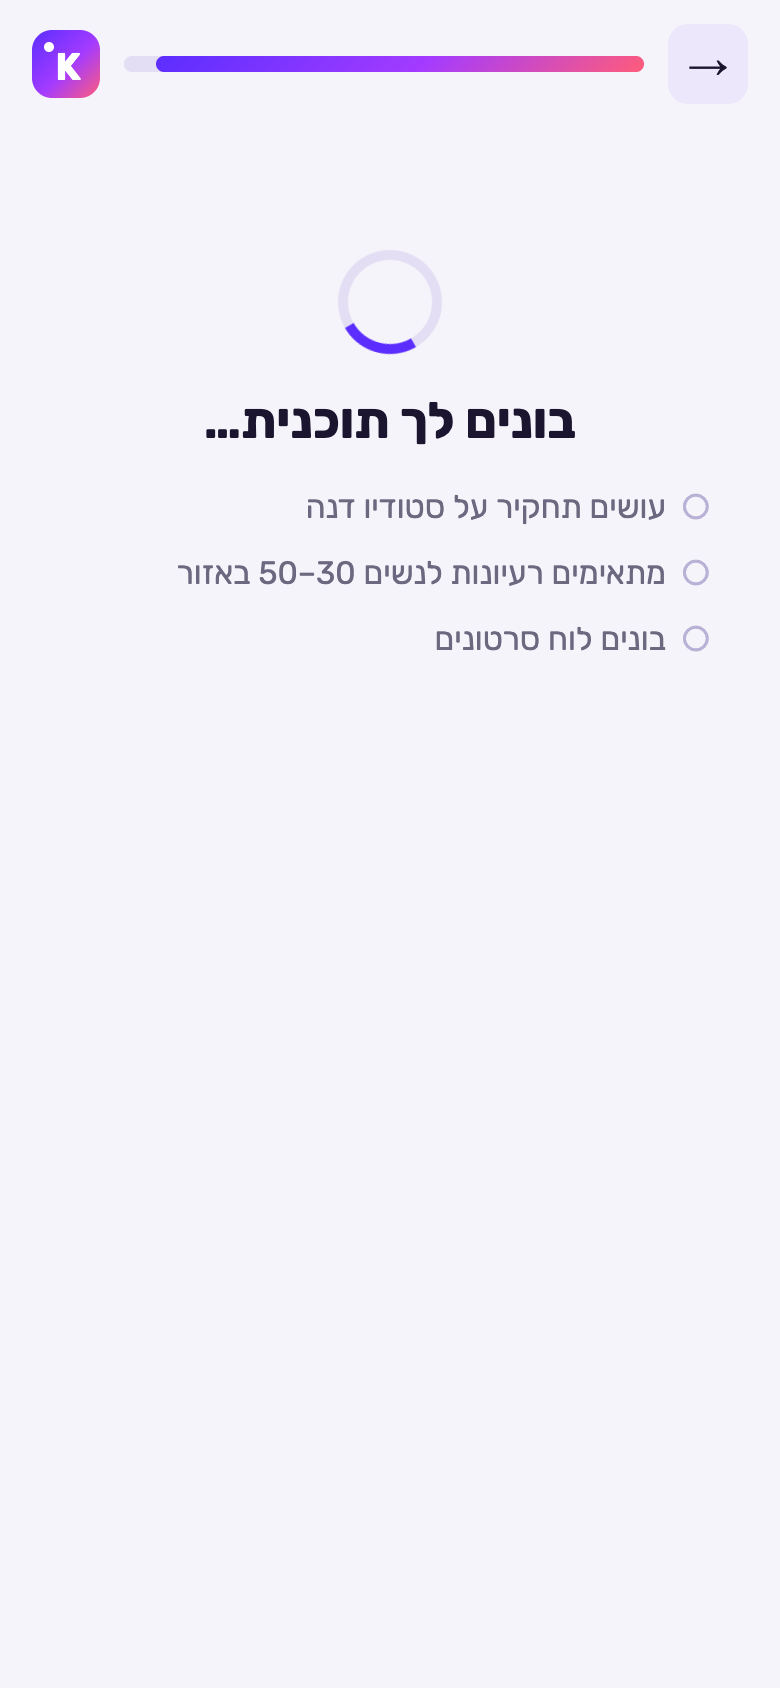 K
→
בונים לך תוכנית...
עושים תחקיר על סטודיו דנה
מתאימים רעיונות לנשים 30–50 באזור
בונים לוח סרטונים